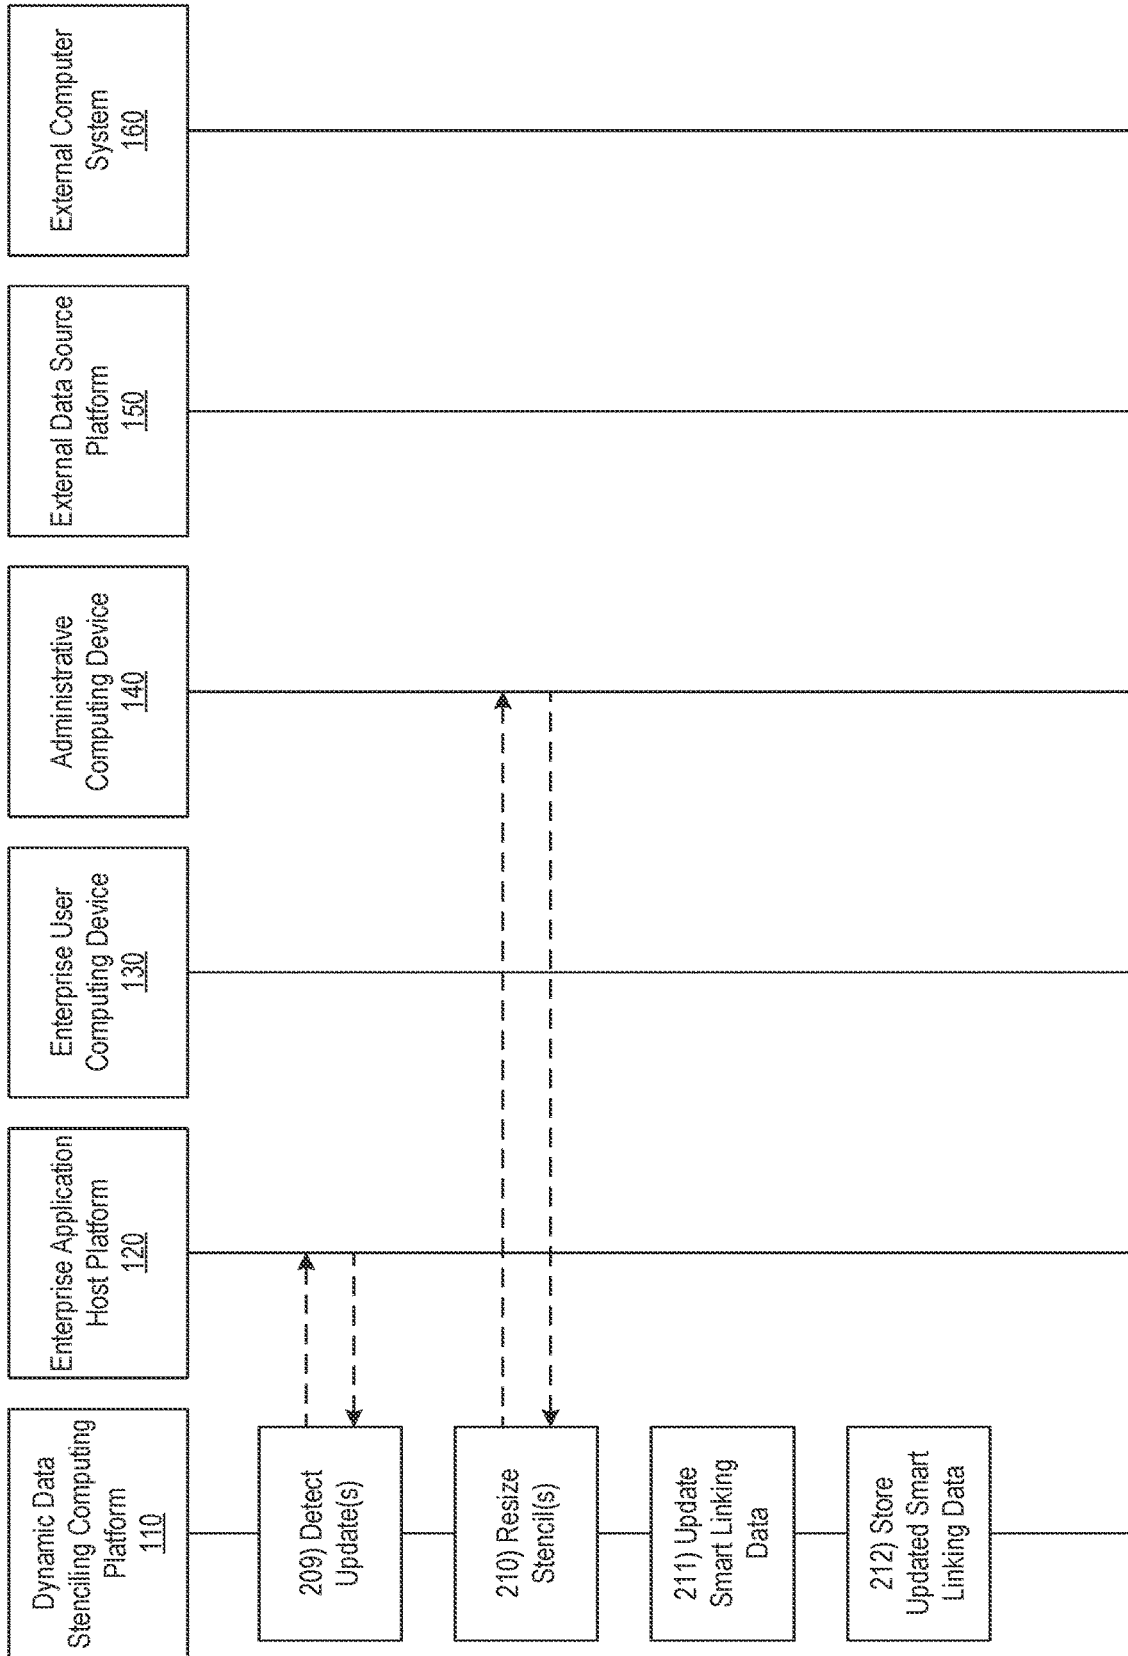 Dynamic Data
Stenciling Computing
Platform
110
Enterprise Application
Host Platform
120
Enterprise User
Computing Device
130
Administrative
Computing Device
140
External Data Source
Platform
150
External Computer
System
160
209) Detect
Update(s)
210) Resize
Stencil(s)
211) Update
Smart Linking
Data
212) Store
Updated Smart
Linking Data